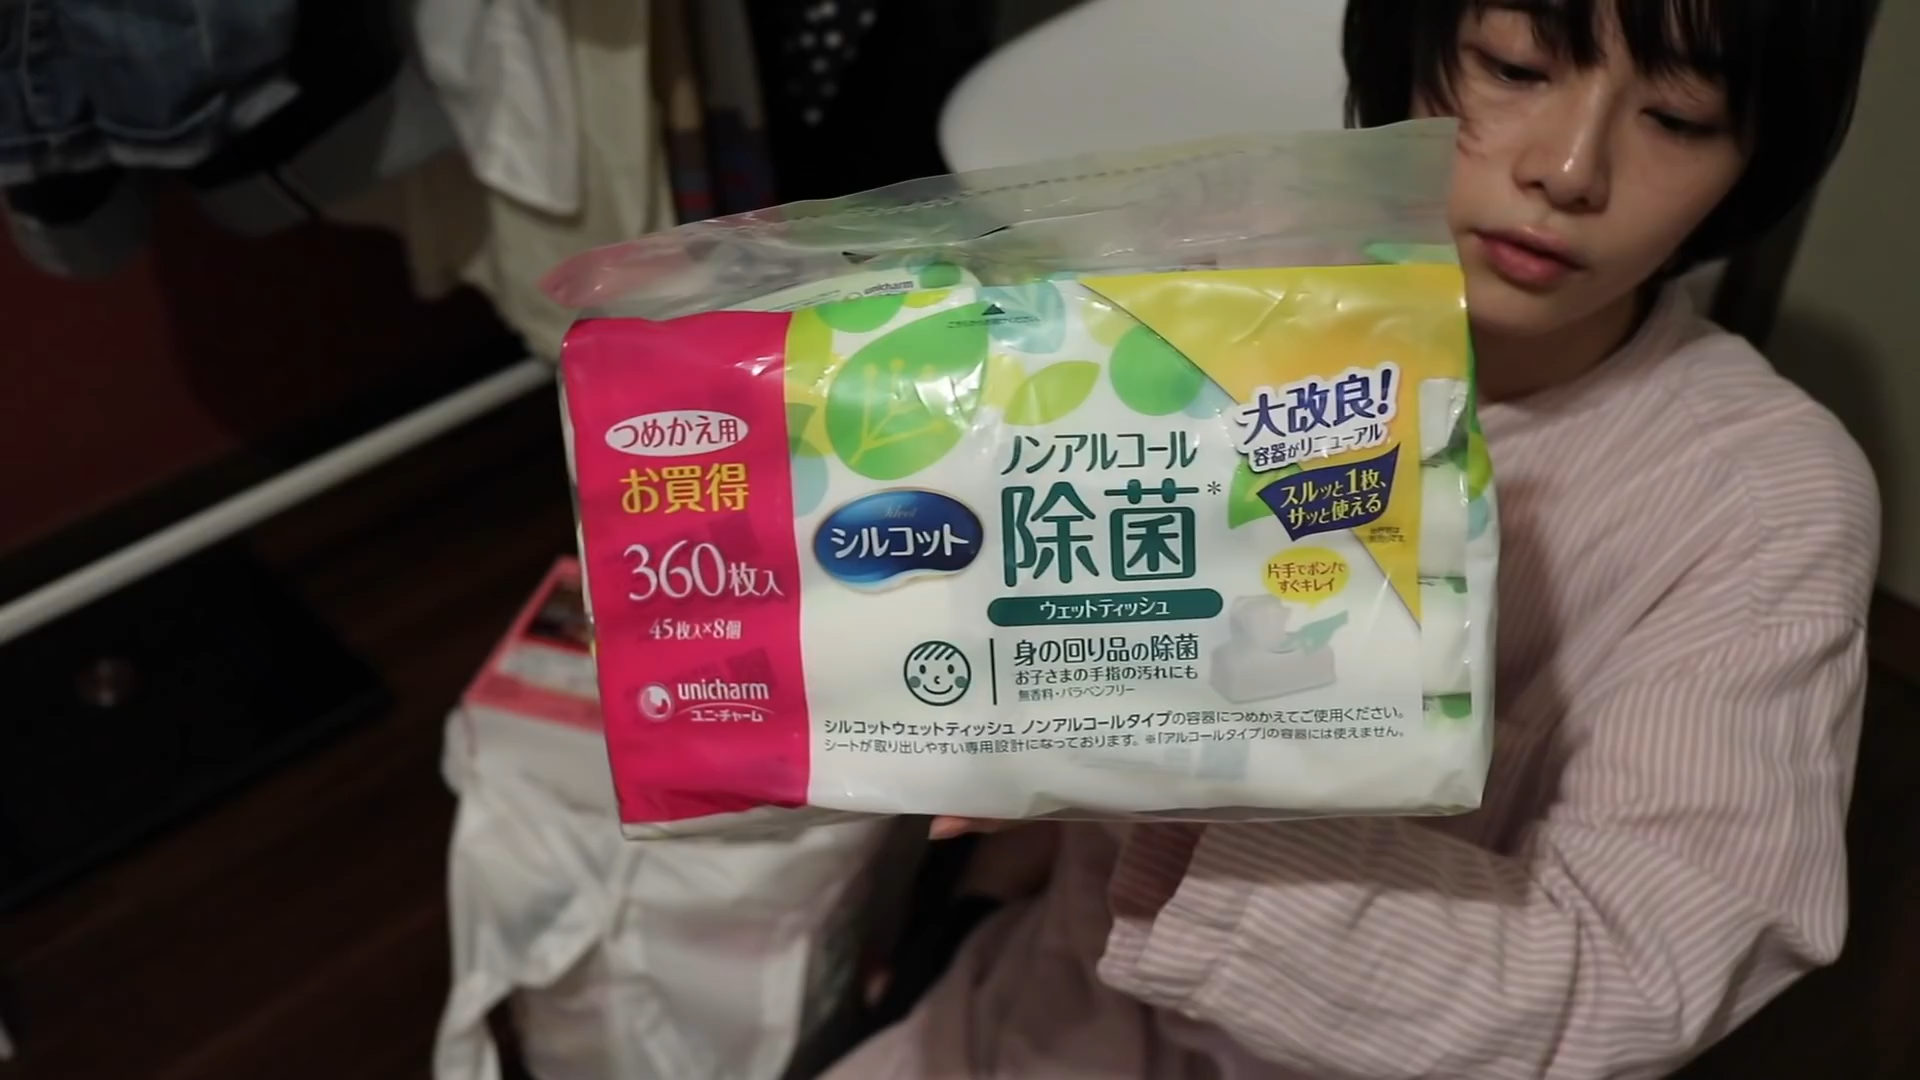 unicharm
つめかえ用
お買得
360枚入
45枚入×8個
unicharm
ユニ・チャーム
シルコット
ノンアルコール
除菌*
ウェットティッシュ
身の回り品の除菌
お子さまの手指の汚れにも
無香料・パラベンフリー
大改良!
容器がリニューアル
スルッと1枚、
サッと使える
片手でポン!で
すぐキレイ
シルコットウェットティッシュ ノンアルコールタイプの容器につめかえてご使用ください。
シートが取り出しやすい専用設計になっております。※「アルコールタイプ」の容器には使えません。